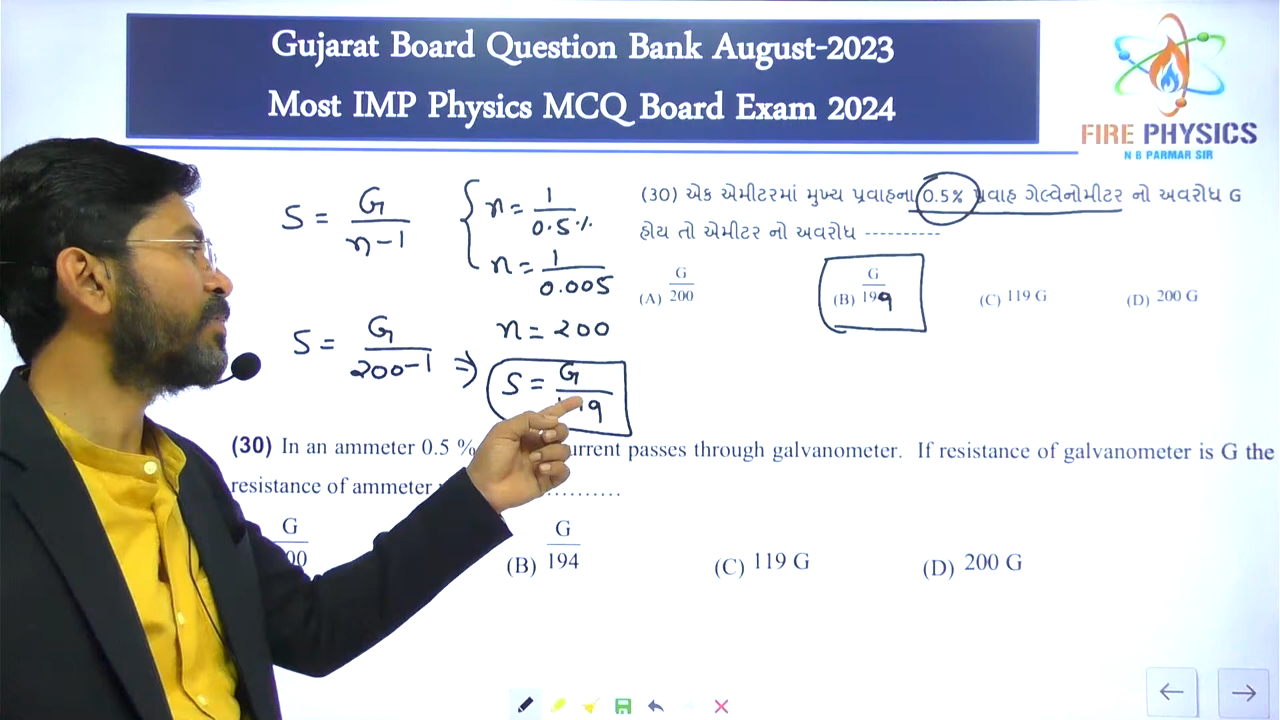 Gujarat Board Question Bank August-2023
Most IMP Physics MCQ Board Exam 2024
FIRE PHYSICS
N B PARMAR SIR
S = G/n-1
n = 1/0.5%
n = 1/0.005
n = 200
S = G/200-1 ⇒
S = G/
(30) એક એમીટરમાં મુખ્ય પ્રવાહના 0.5% પ્રવાહ ગેલ્વેનોમીટર નો અવરોધ G
હોય તો એમીટર નો અવરોધ ----------
(A) G/200 (B) G/199 (C) 119 G (D) 200 G
(30) In an ammeter 0.5 % urrent passes through galvanometer. If resistance of galvanometer is G the
resistance of ammeter ..........
G/ (B) G/194 (C) 119 G (D) 200 G